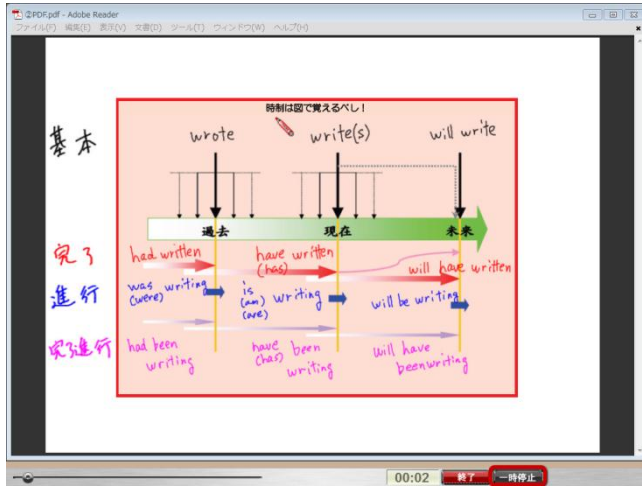 ②PDF.pdf - Adobe Reader
ファイル(F) 編集(E) 表示(V) 文書(D) ツール(T) ウィンドウ(W) ヘルプ(H)
時制は図で覚えるべし！
基本 wrote write(s) will write
過去 現在 未来
完了 had written have written (has) will have written
進行 was writing (were) is (am) (are) writing will be writing
完了進行 had been writing have (has) been writing will have been writing
00:02 終了 一時停止